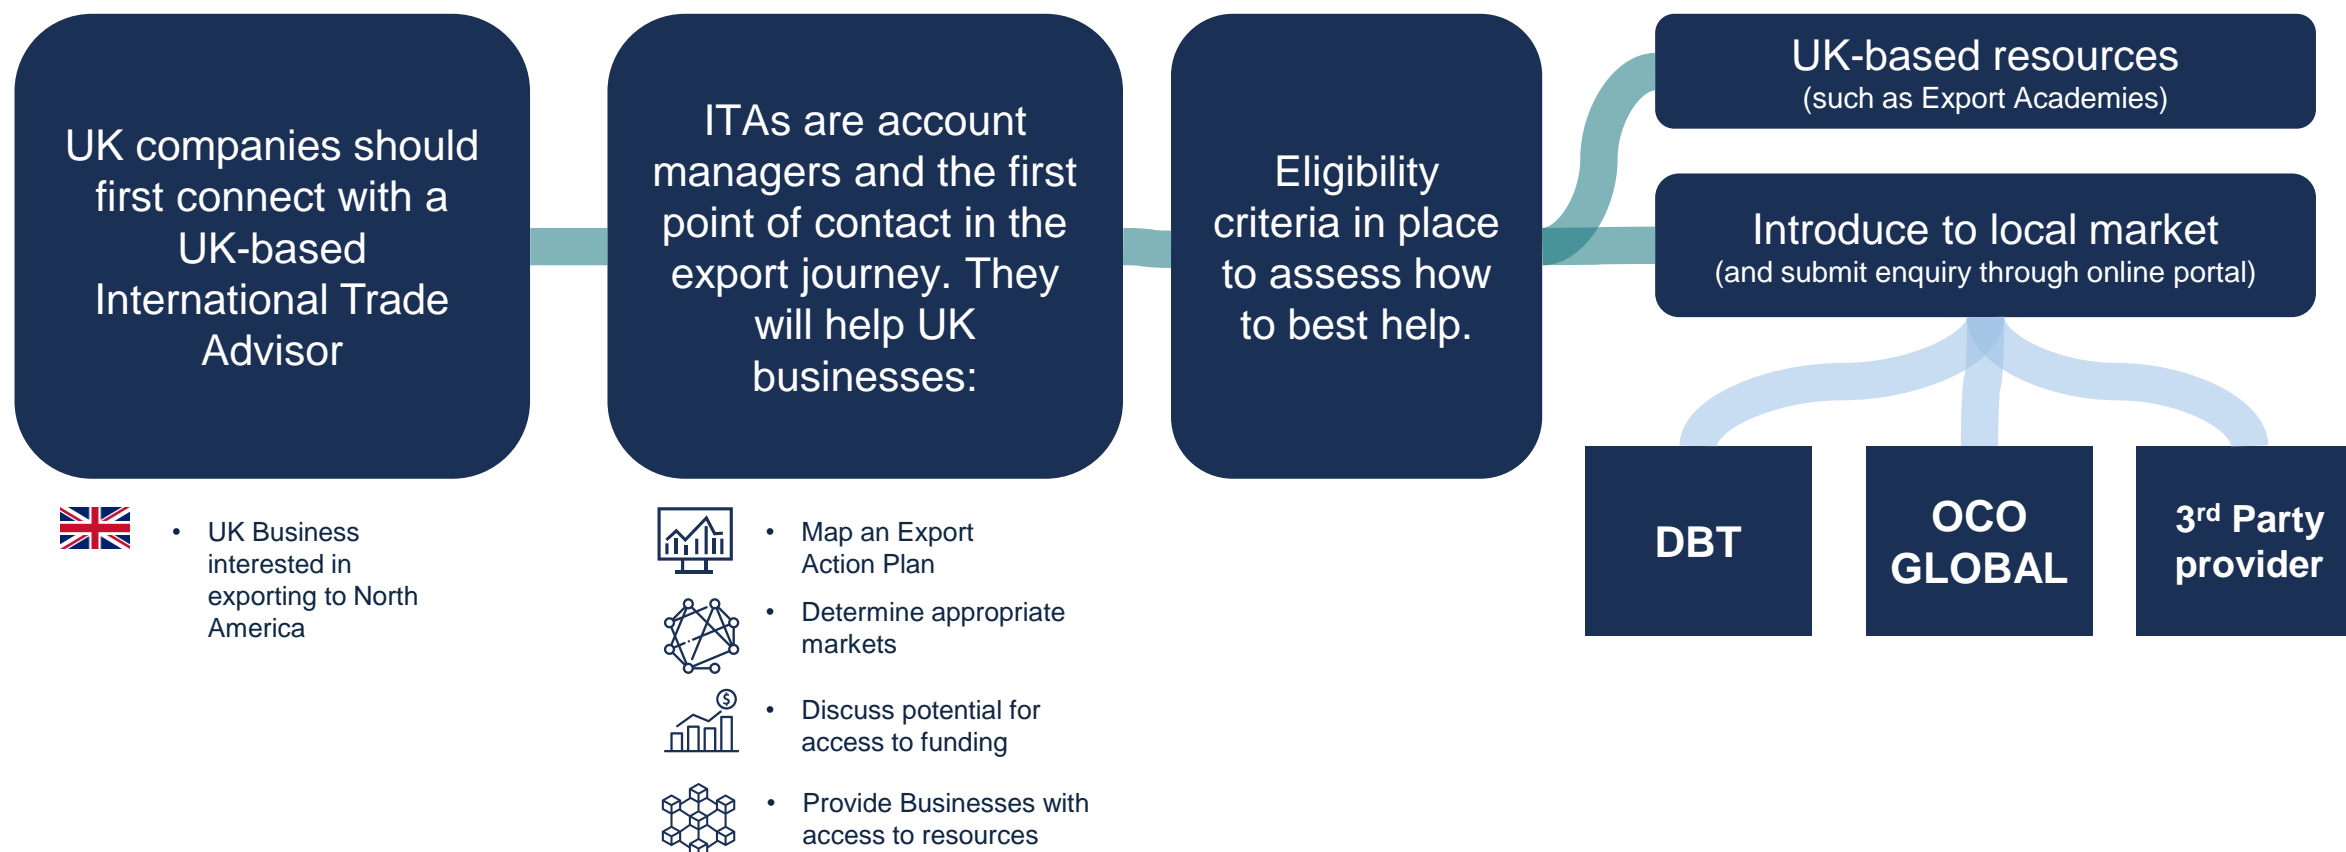 UK companies should
first connect with a
UK-based
International Trade
Advisor
• UK Business
interested in
exporting to North
America
ITAs are account
managers and the first
point of contact in the
export journey. They
will help UK
businesses:
• Map an Export
Action Plan
• Determine appropriate
markets
$
• Discuss potential for
access to funding
• Provide Businesses with
access to resources
Eligibility
criteria in place
to assess how
to best help.
UK-based resources
(such as Export Academies)
Introduce to local market
(and submit enquiry through online portal)
DBT
OCO
GLOBAL
3rd Party
provider